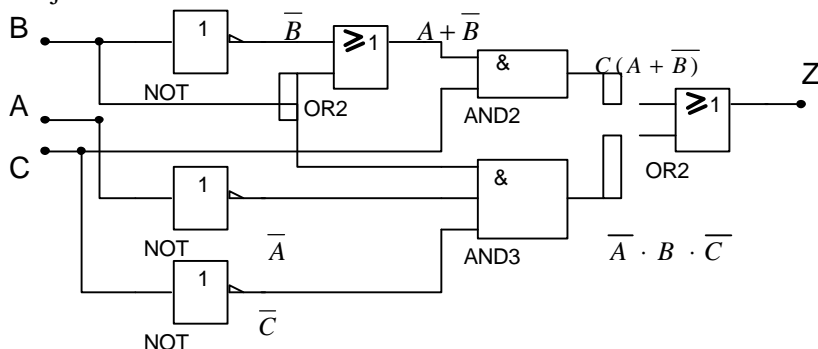 j
B
1
B̅
≥1
A + B̅
&
C(A + B̅)
Z
≥1
NOT
OR2
AND2
A
C
OR2
1
&
NOT
A̅
AND3
A̅ · B · C̅
1
C̅
NOT